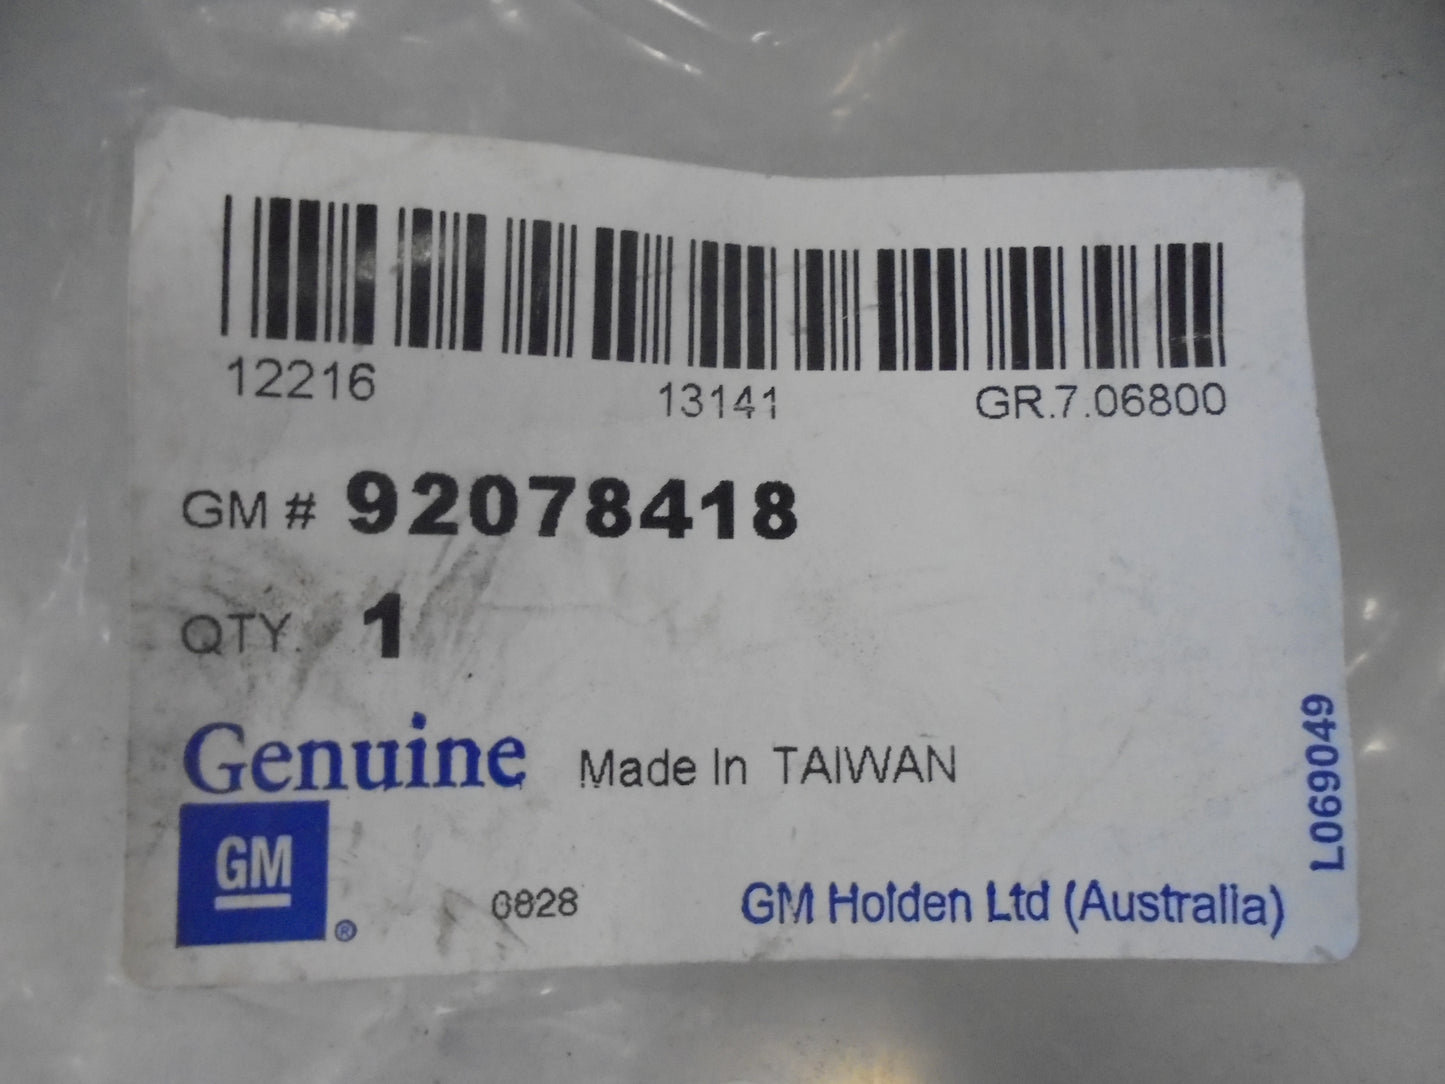 12216 13141 GR.7.06800
GM # 92078418
QTY. 1
Genuine Made In TAIWAN
GM ®
0828 GM Holden Ltd (Australia)
L069049